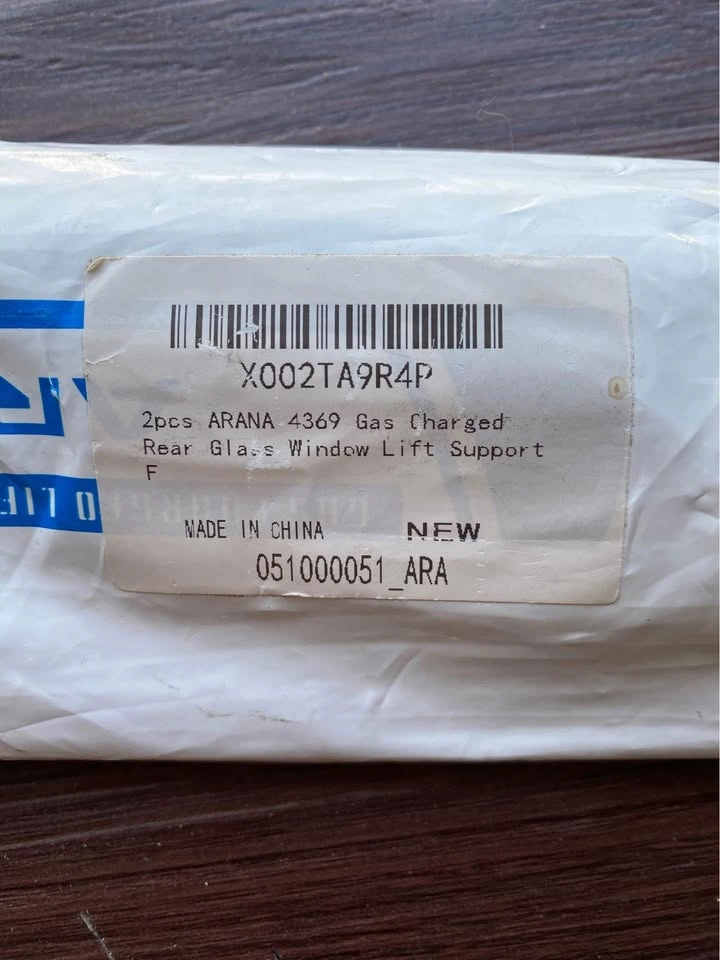 X002TA9R4P
2pcs ARANA 4369 Gas Charged
Rear Glass Window Lift Support
F
MADE IN CHINA NEW
051000051_ARA